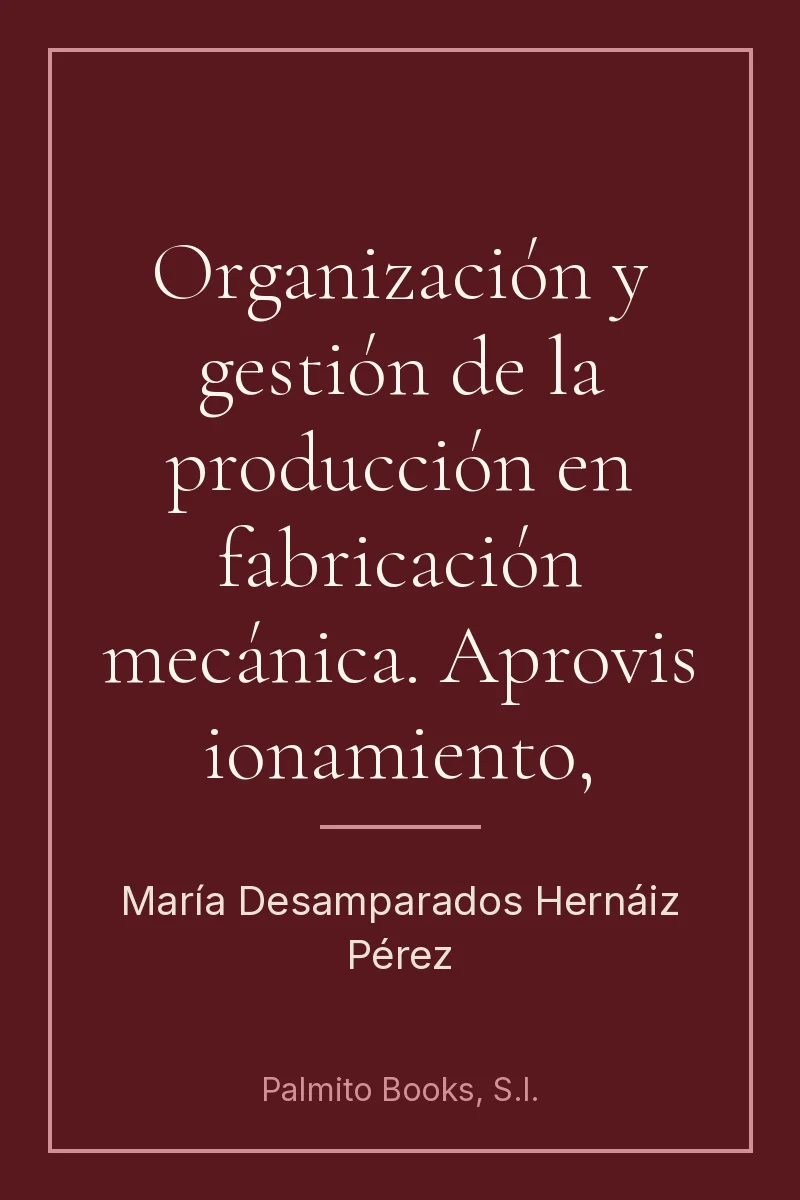 Organización y
gestión de la
producción en
fabricación
mecánica. Aprovis
ionamiento,
María Desamparados Hernáiz
Pérez
Palmito Books, S.l.